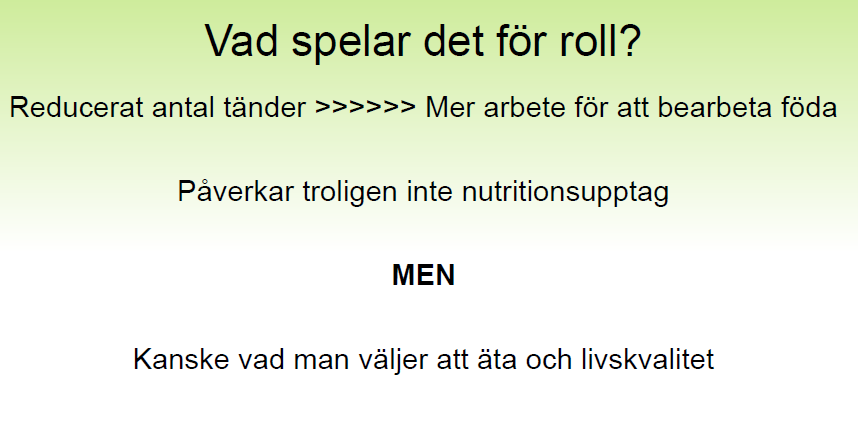 Vad spelar det för roll?
Reducerat antal tänder >>>>>> Mer arbete för att bearbeta föda
Påverkar troligen inte nutritionsupptag
MEN
Kanske vad man väljer att äta och livskvalitet